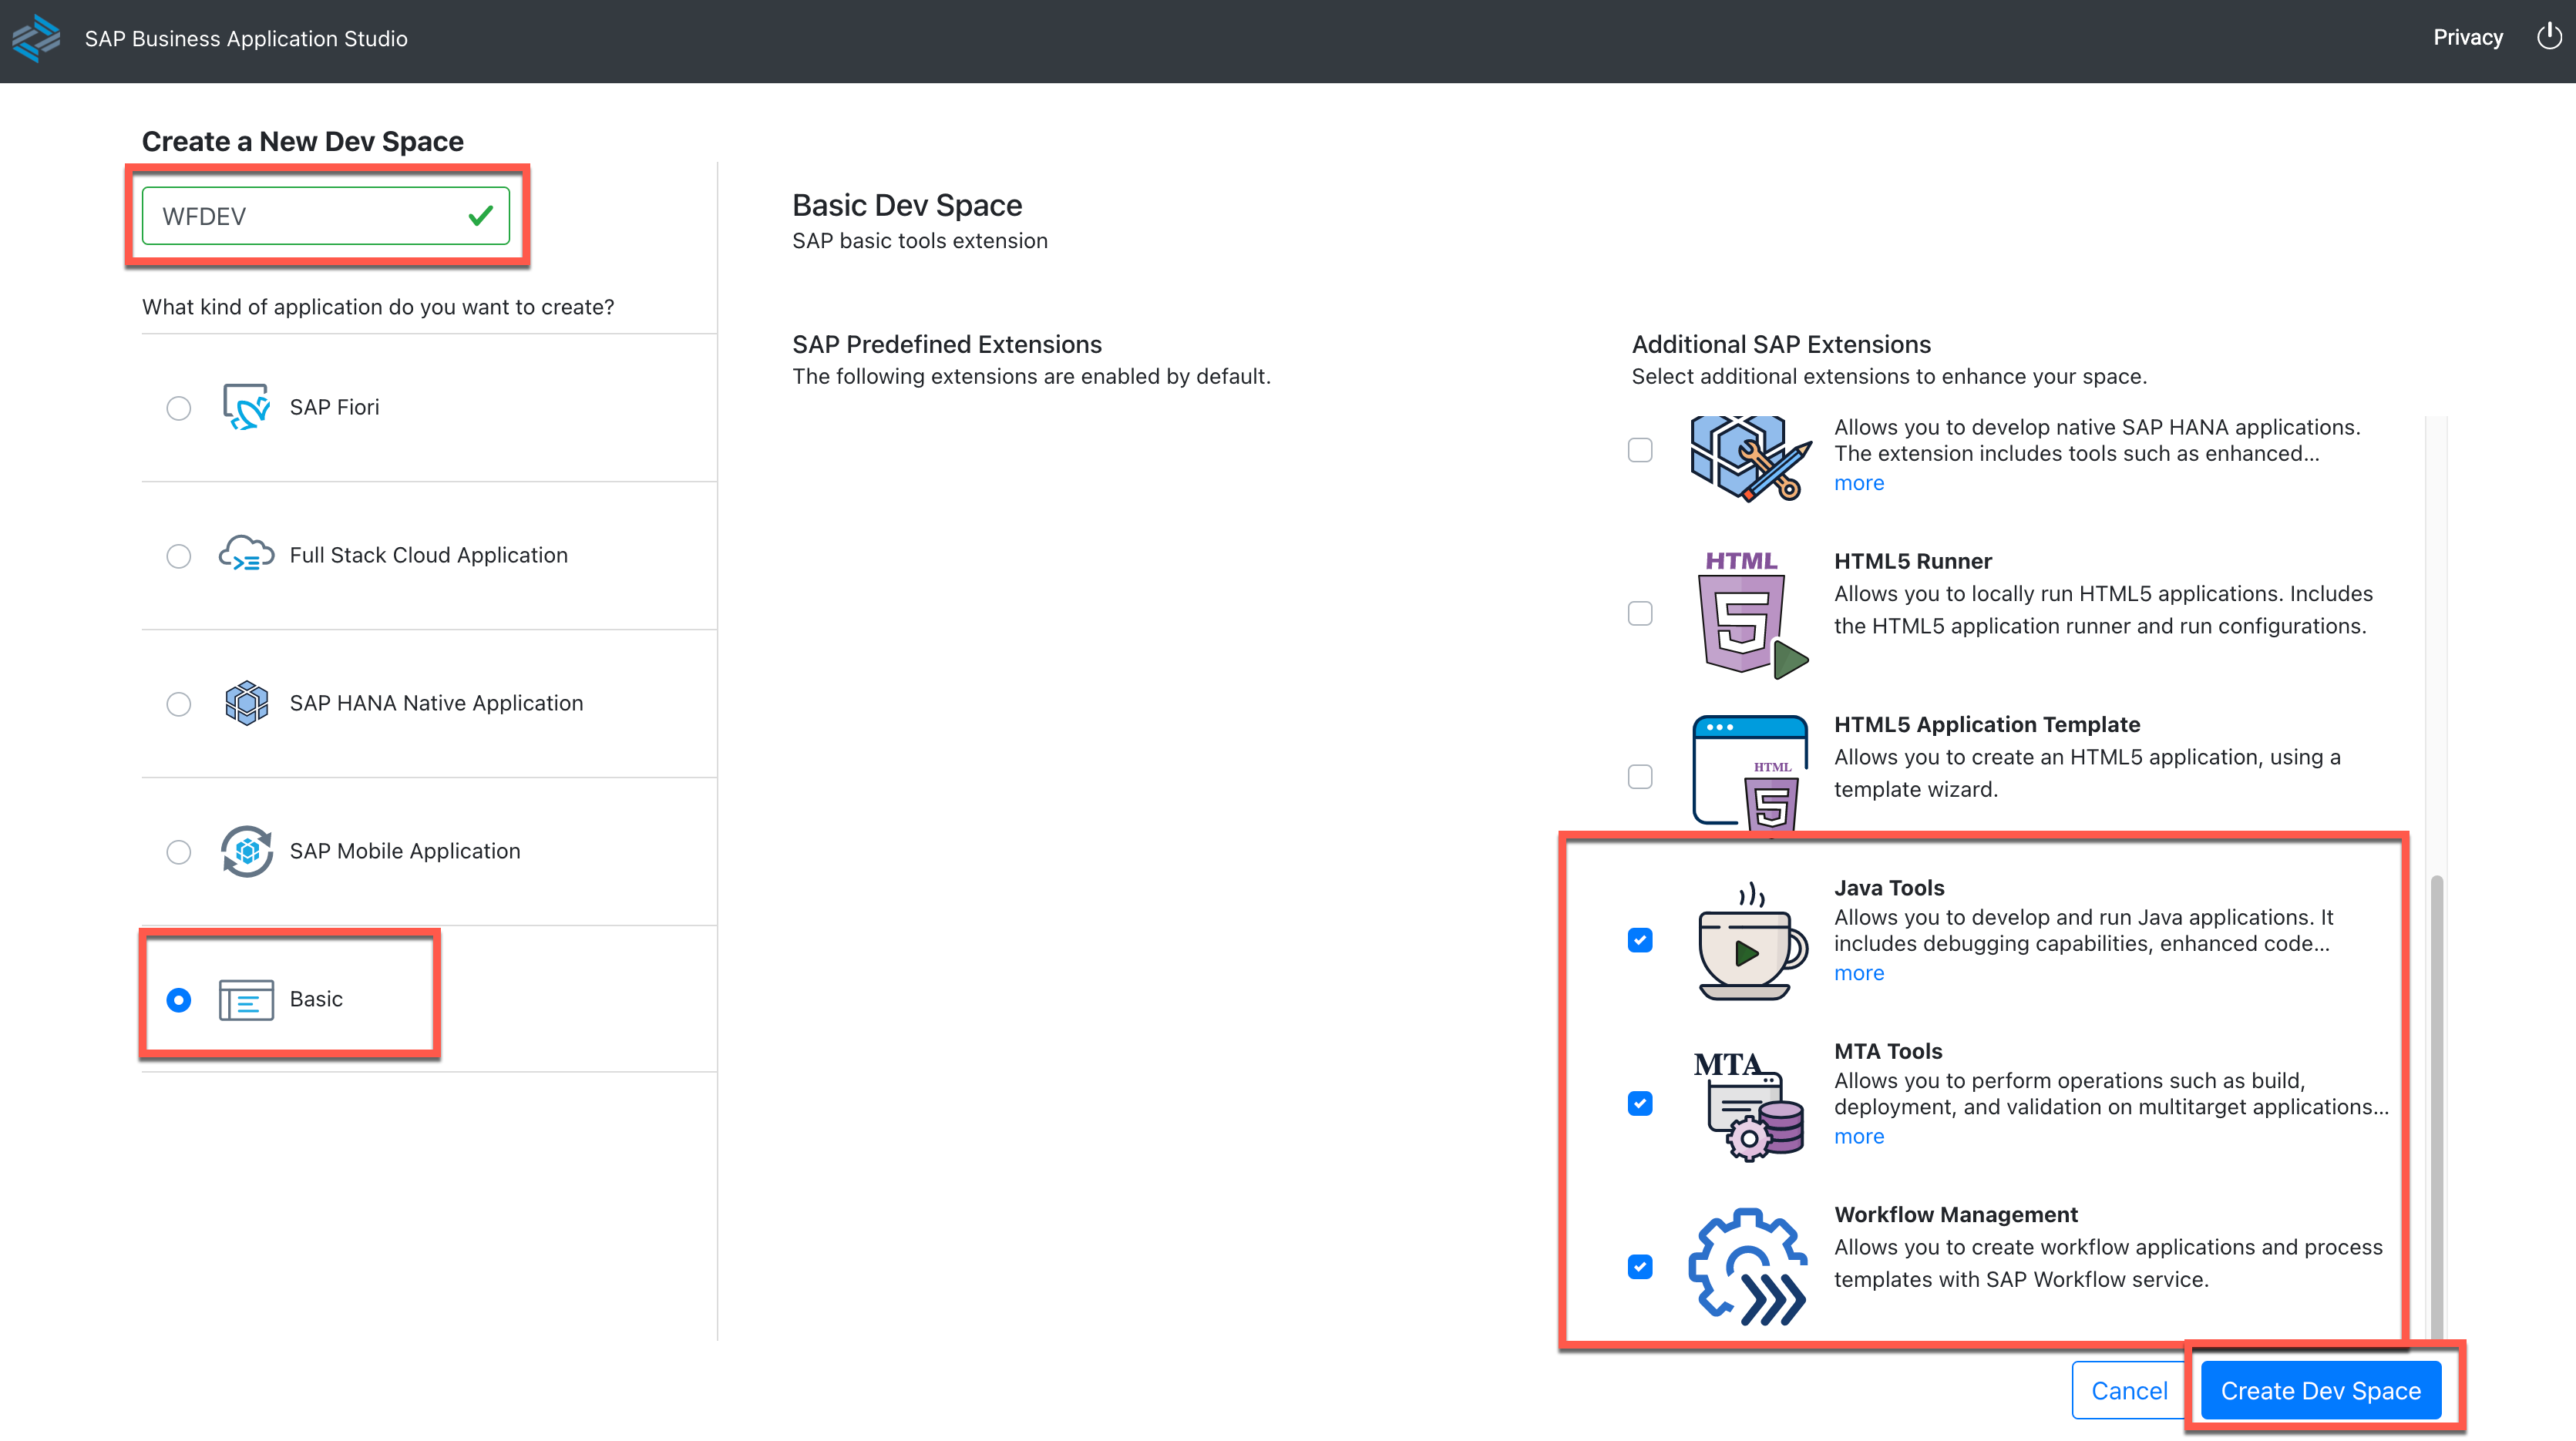 SAP Business Application Studio
Privacy
Create a New Dev Space
WFDEV
What kind of application do you want to create?
SAP Fiori
Full Stack Cloud Application
SAP HANA Native Application
SAP Mobile Application
Basic
Basic Dev Space
SAP basic tools extension
SAP Predefined Extensions
The following extensions are enabled by default.
Additional SAP Extensions
Select additional extensions to enhance your space.
Allows you to develop native SAP HANA applications.
The extension includes tools such as enhanced...
more
HTML
5
HTML5 Runner
Allows you to locally run HTML5 applications. Includes
the HTML5 application runner and run configurations.
HTML
5
HTML5 Application Template
Allows you to create an HTML5 application, using a
template wizard.
Java Tools
Allows you to develop and run Java applications. It
includes debugging capabilities, enhanced code...
more
MTA
MTA Tools
Allows you to perform operations such as build,
deployment, and validation on multitarget applications...
more
Workflow Management
Allows you to create workflow applications and process
templates with SAP Workflow service.
Cancel
Create Dev Space